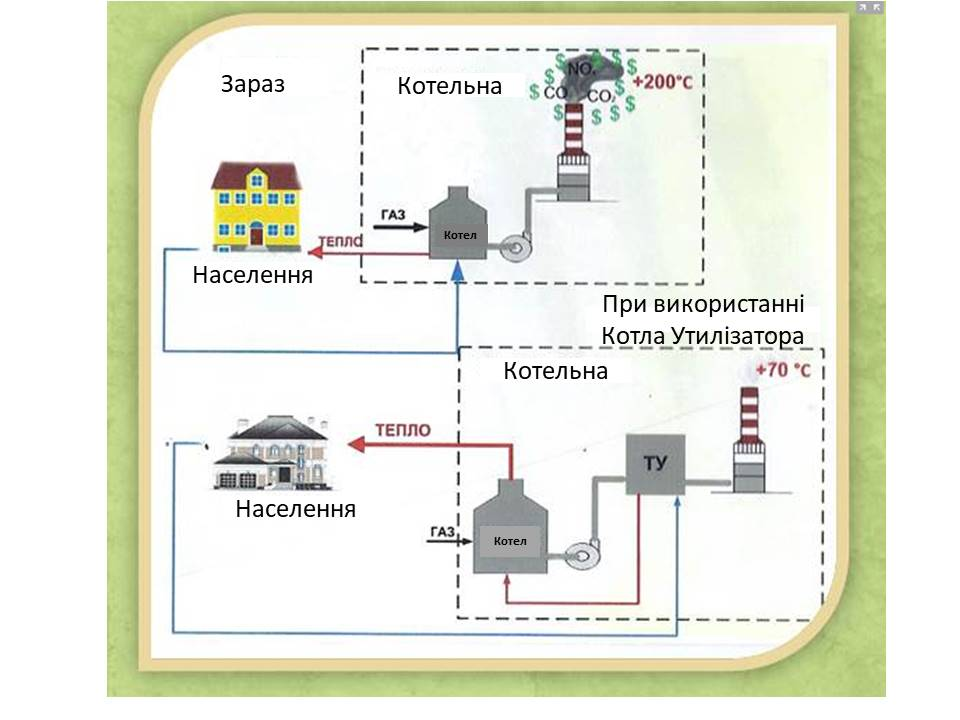 Зараз
Котельна
NOₓ
CO
CO₂
$ $ $ $ $ $ $ $ $ $ $ $
+200°C
ГАЗ
Котел
ТЕПЛО
Населення
При використанні
Котла Утилізатора
Котельна
+70 °C
ТЕПЛО
ТУ
Населення
ГАЗ
Котел